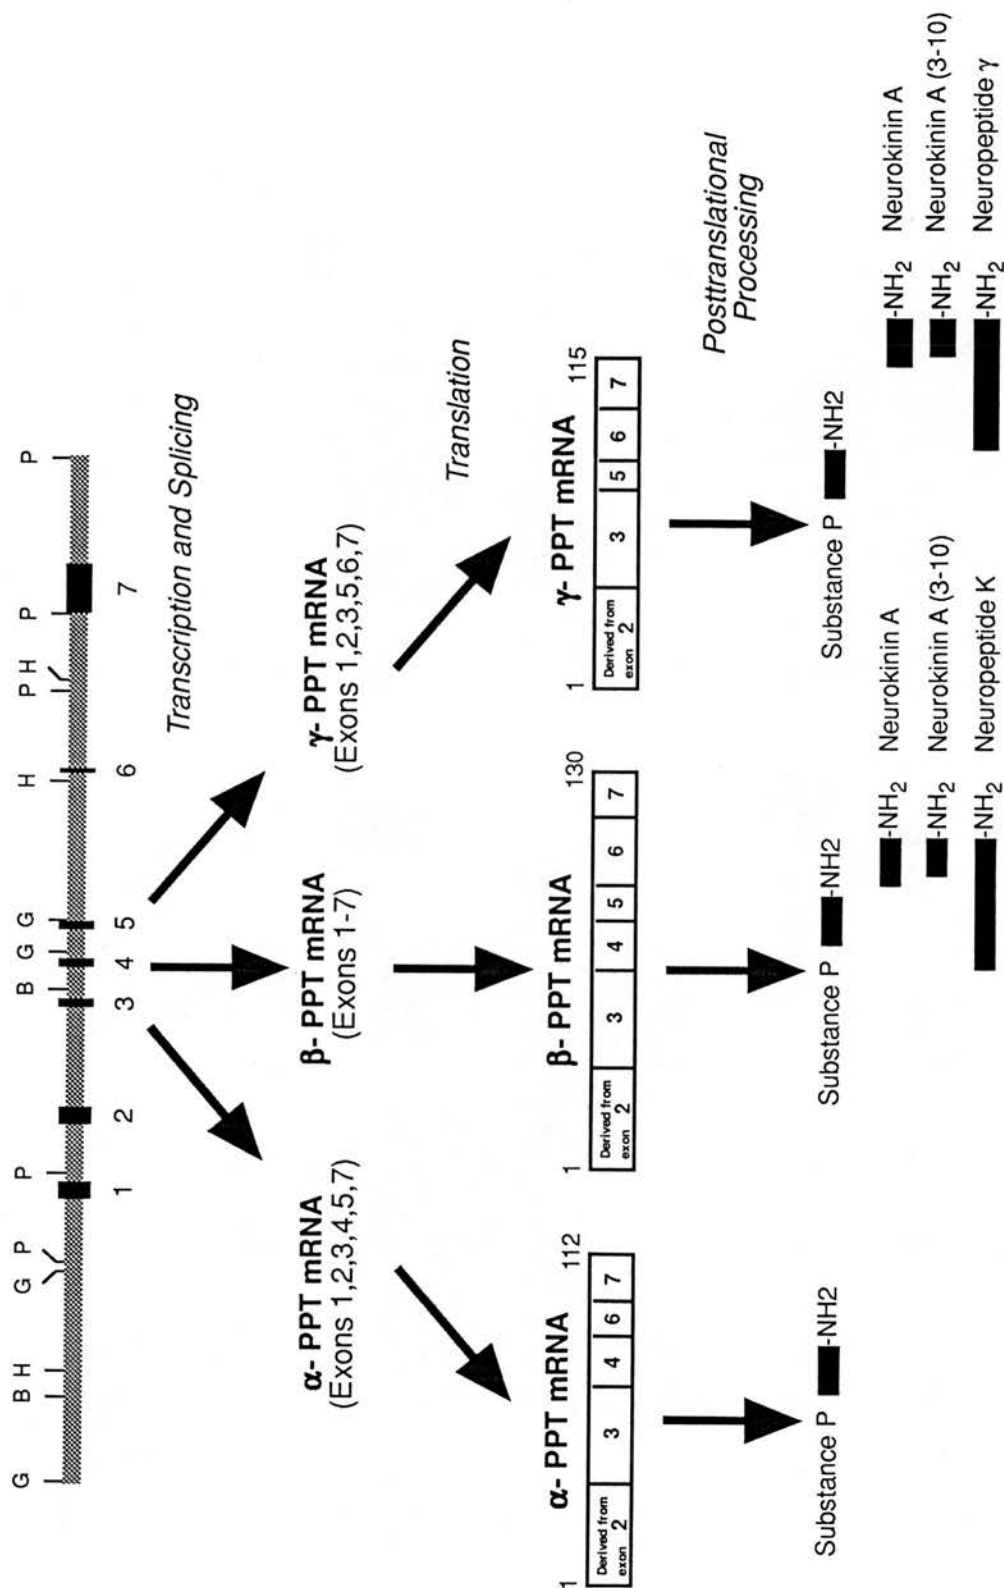 G B H G P P B G G H P H P P
1 2 3 4 5 6 7
Transcription and Splicing
α- PPT mRNA
(Exons 1,2,3,4,5,7)
β- PPT mRNA
(Exons 1-7)
γ- PPT mRNA
(Exons 1,2,3,5,6,7)
Translation
α- PPT mRNA
1 112
Derived from
exon 2 3 4 6 7
β- PPT mRNA
1 130
Derived from
exon 2 3 4 5 6 7
γ- PPT mRNA
1 115
Derived from
exon 2 3 5 6 7
Posttranslational
Processing
Substance P -NH2
Substance P -NH2
-NH2 Neurokinin A
-NH2 Neurokinin A (3-10)
-NH2 Neuropeptide K
Substance P -NH2
-NH2 Neurokinin A
-NH2 Neurokinin A (3-10)
-NH2 Neuropeptide γ